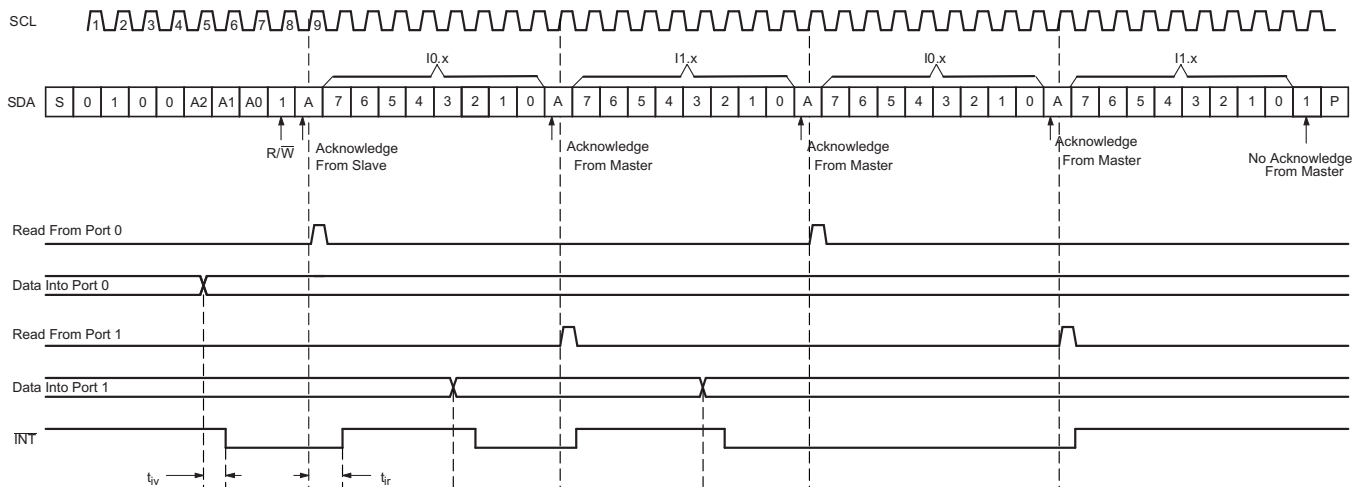 SCL
1 2 3 4 5 6 7 8 9
I0.x I1.x I0.x I1.x
SDA S 0 1 0 0 A2 A1 A0 1 A 7 6 5 4 3 2 1 0 A 7 6 5 4 3 2 1 0 A 7 6 5 4 3 2 1 0 A 7 6 5 4 3 2 1 0 1 P
R/W
Acknowledge
From Slave
Acknowledge
From Master
Acknowledge
From Master
Acknowledge
From Master
No Acknowledge
From Master
Read From Port 0
Data Into Port 0
Read From Port 1
Data Into Port 1
INT
tiv
tir